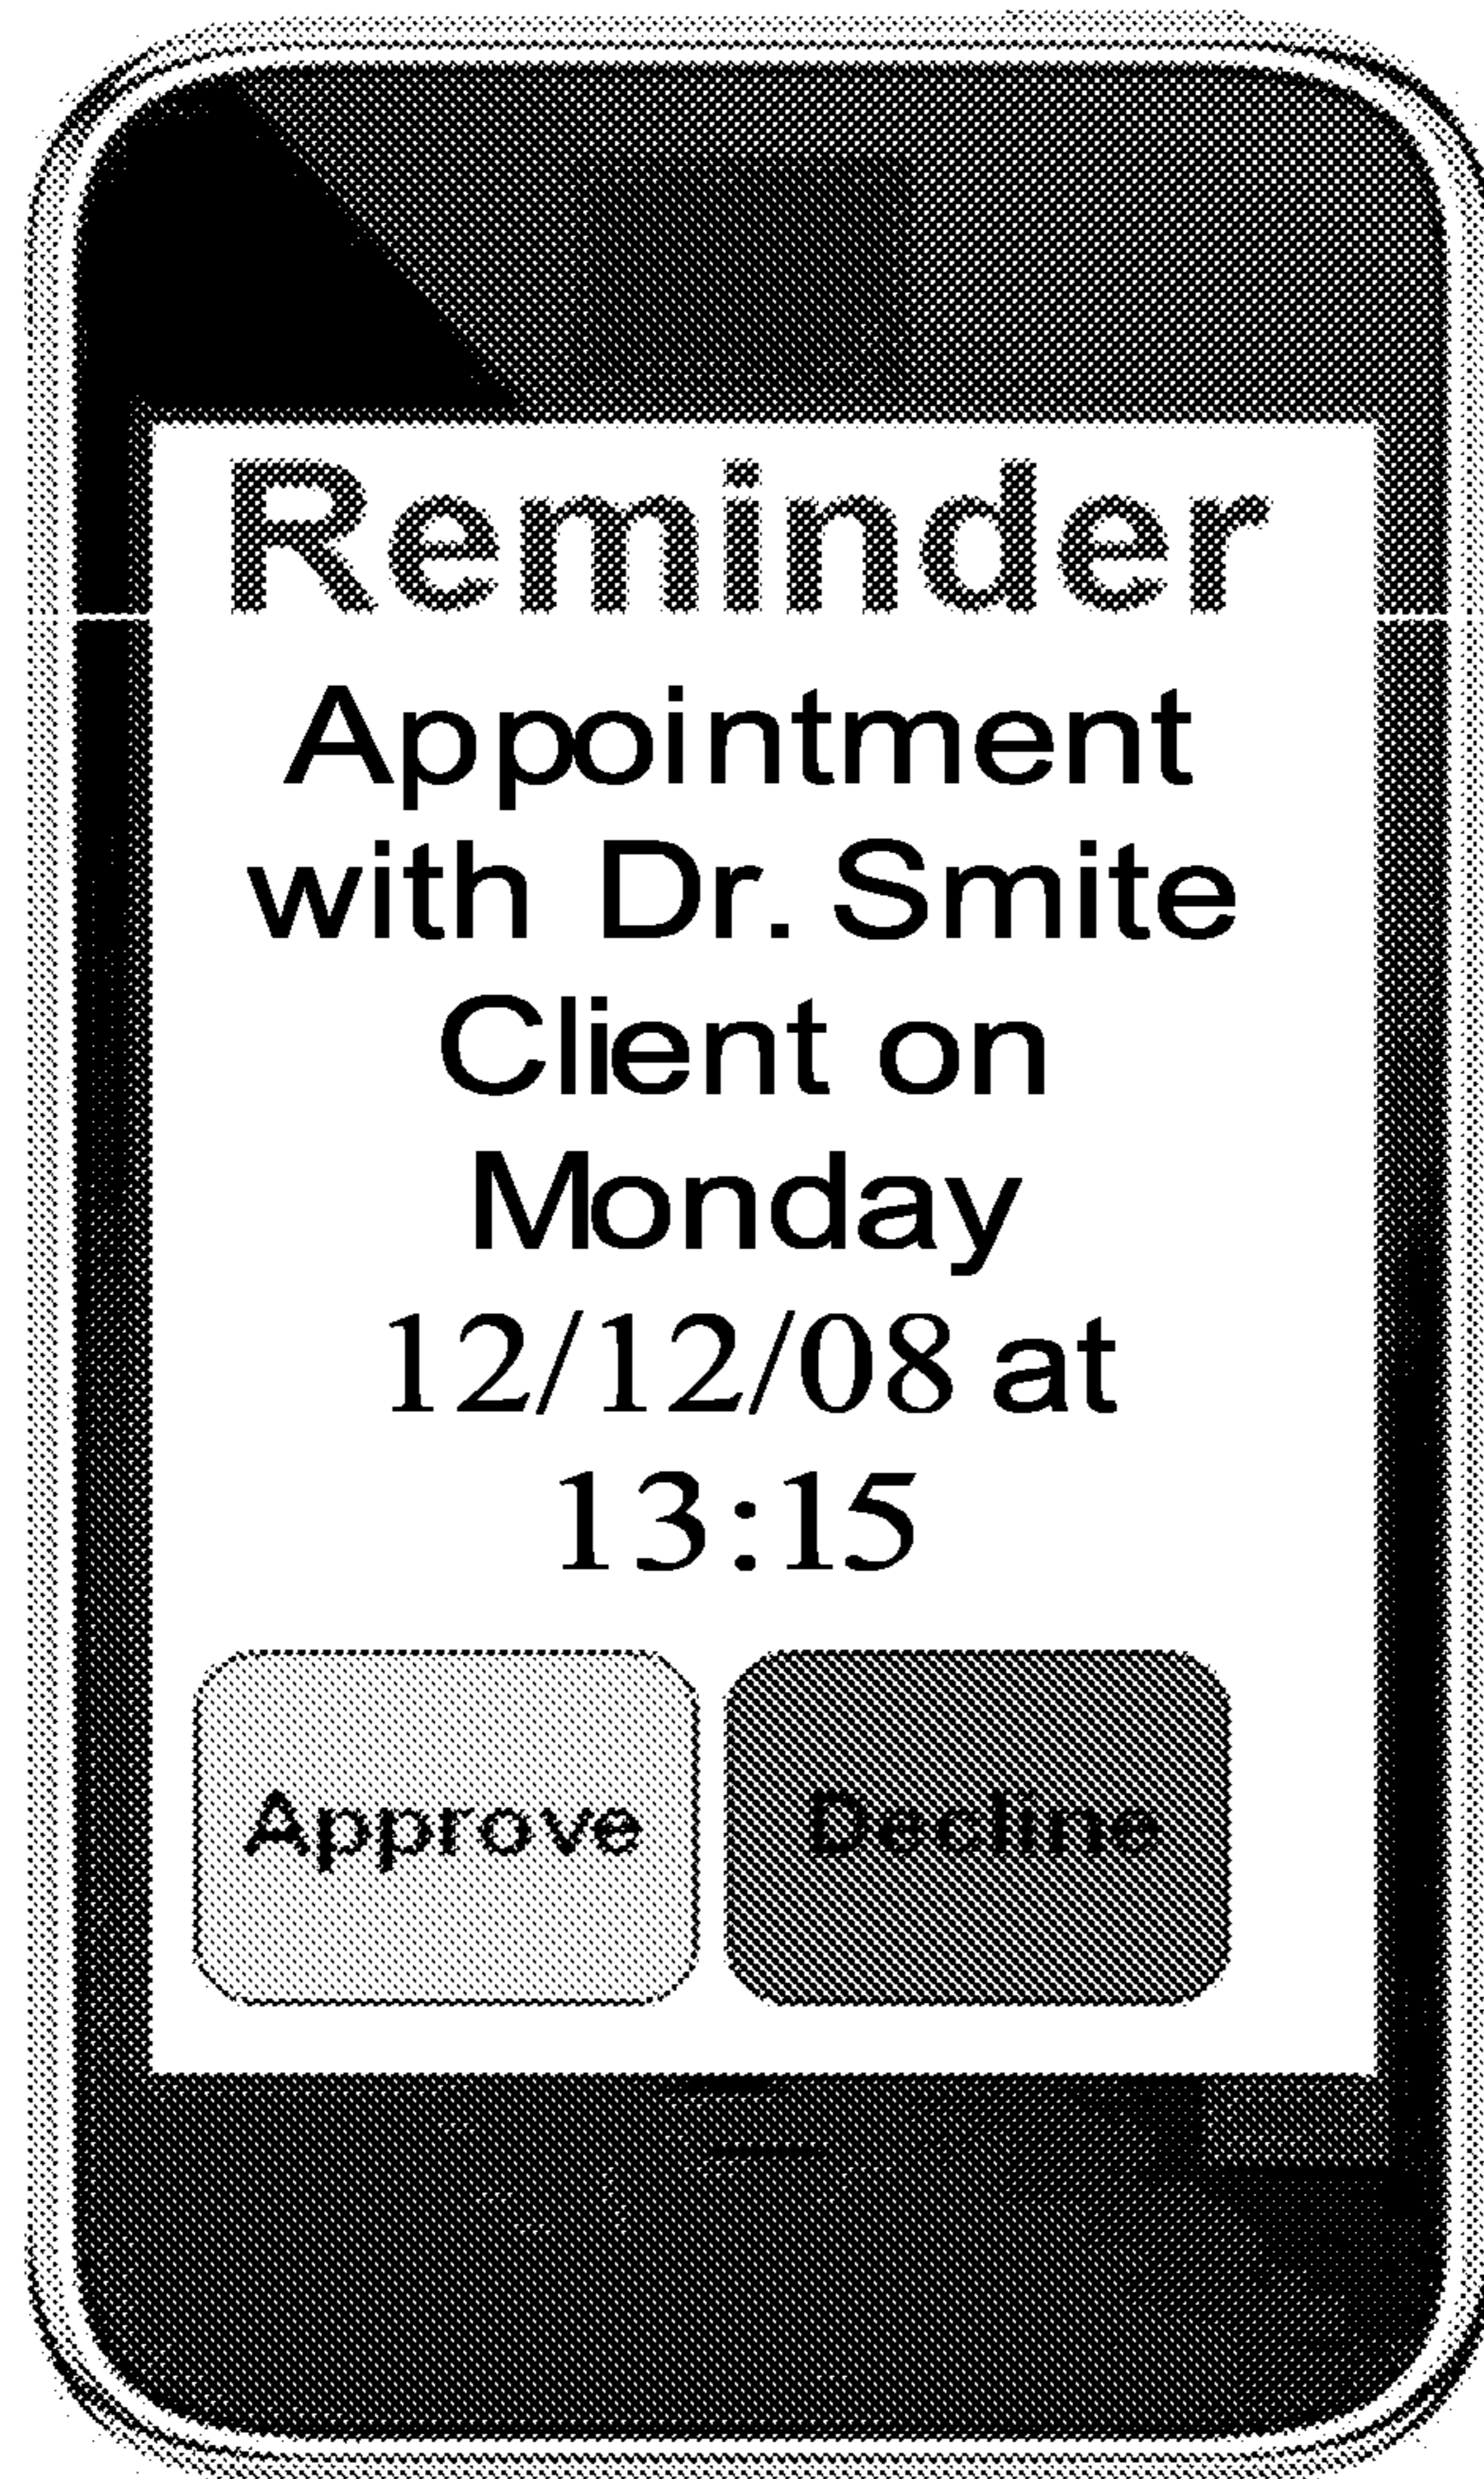 Reminder
Appointment
with Dr. Smite
Client on
Monday
12/12/08 at
13:15
Approve Decline